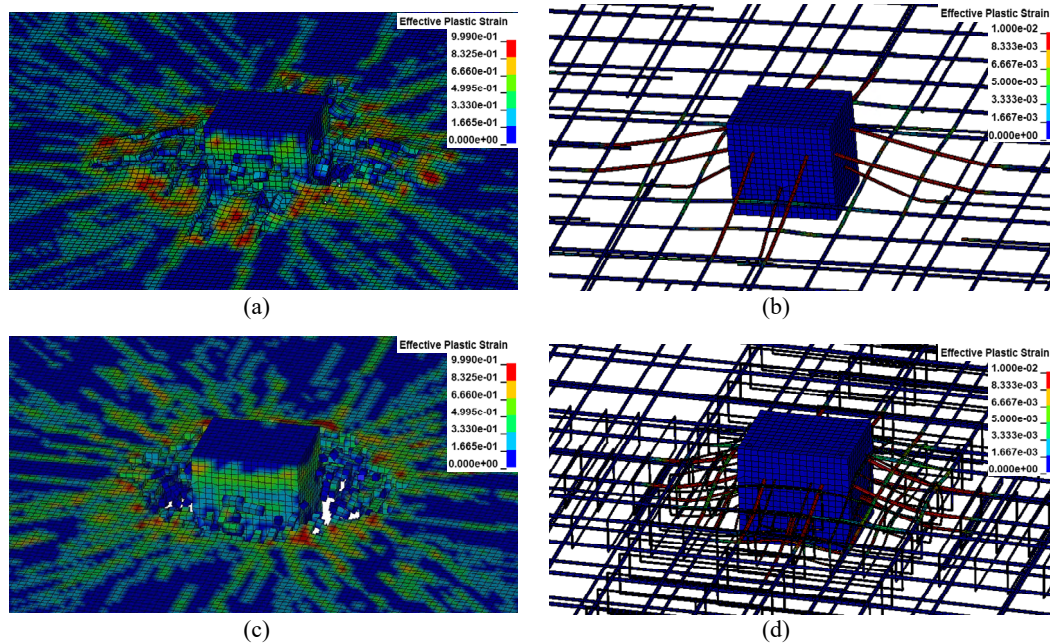 Effective Plastic Strain
9.990e-01
8.325e-01
6.660e-01
4.995e-01
3.330e-01
1.665e-01
0.000e+00
(a)
Effective Plastic Strain
1.000e-02
8.333e-03
6.667e-03
5.000e-03
3.333e-03
1.667e-03
0.000e+00
(b)
Effective Plastic Strain
9.990e-01
8.325e-01
6.660e-01
4.995e-01
3.330e-01
1.665e-01
0.000e+00
(c)
Effective Plastic Strain
1.000e-02
8.333e-03
6.667e-03
5.000e-03
3.333e-03
1.667e-03
0.000e+00
(d)